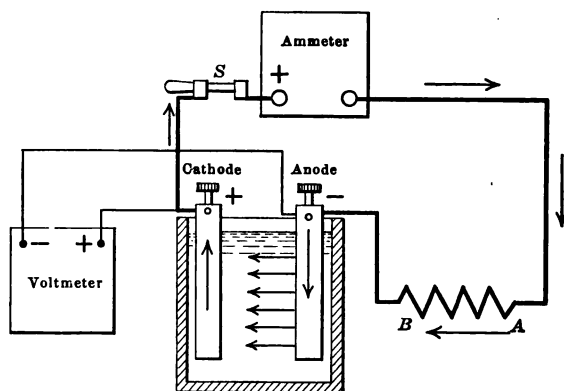 S
Ammeter
+
Cathode
Anode
+
-
- +
Voltmeter
B
A